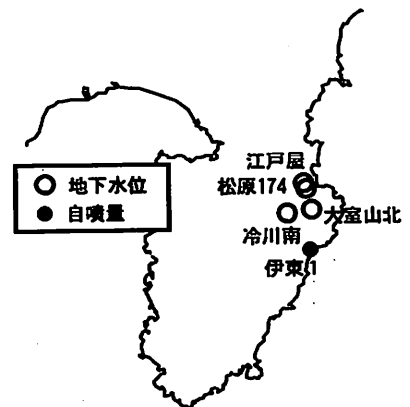 江戸屋
松原174
地下水位
自噴量
大室山北
冷川南
伊東1